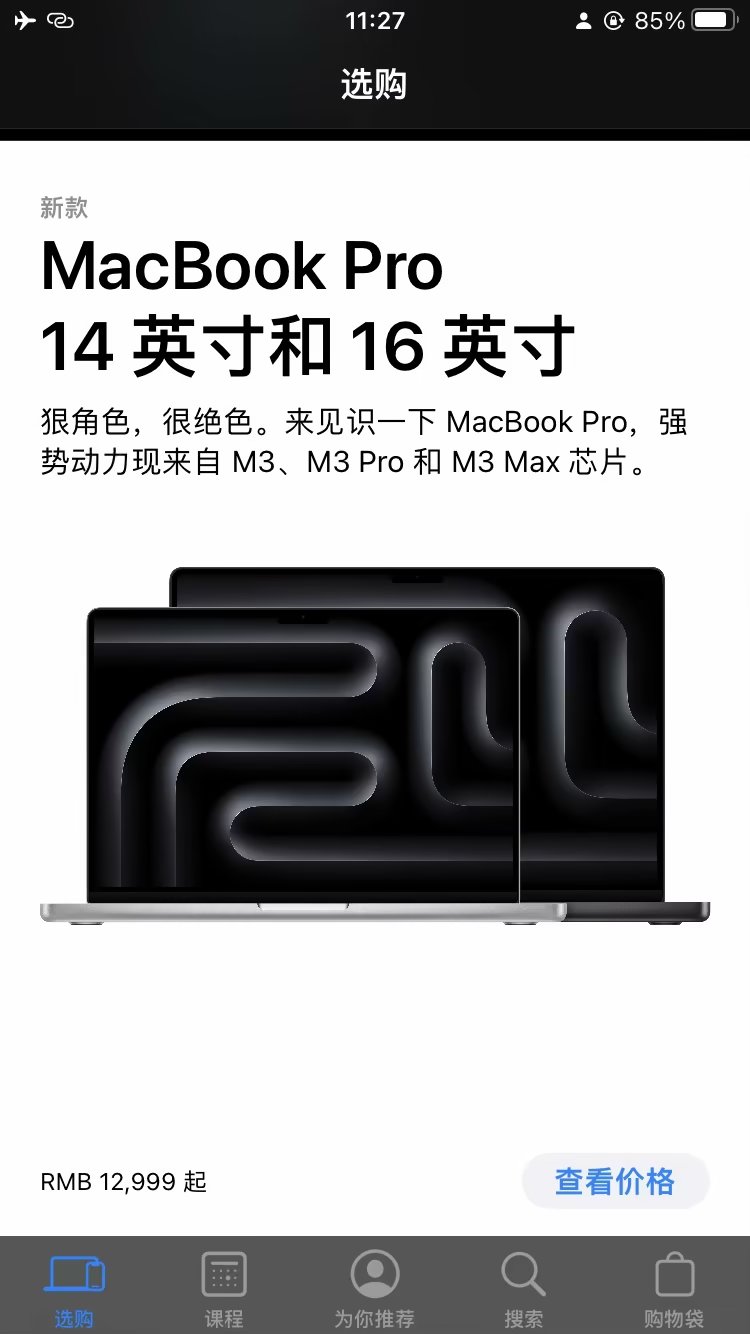 11:27
85%
选购
新款
MacBook Pro
14 英寸和 16 英寸
狠角色，很绝色。来见识一下 MacBook Pro，强
势动力现来自 M3、M3 Pro 和 M3 Max 芯片。
RMB 12,999 起
查看价格
选购
课程
为你推荐
搜索
购物袋